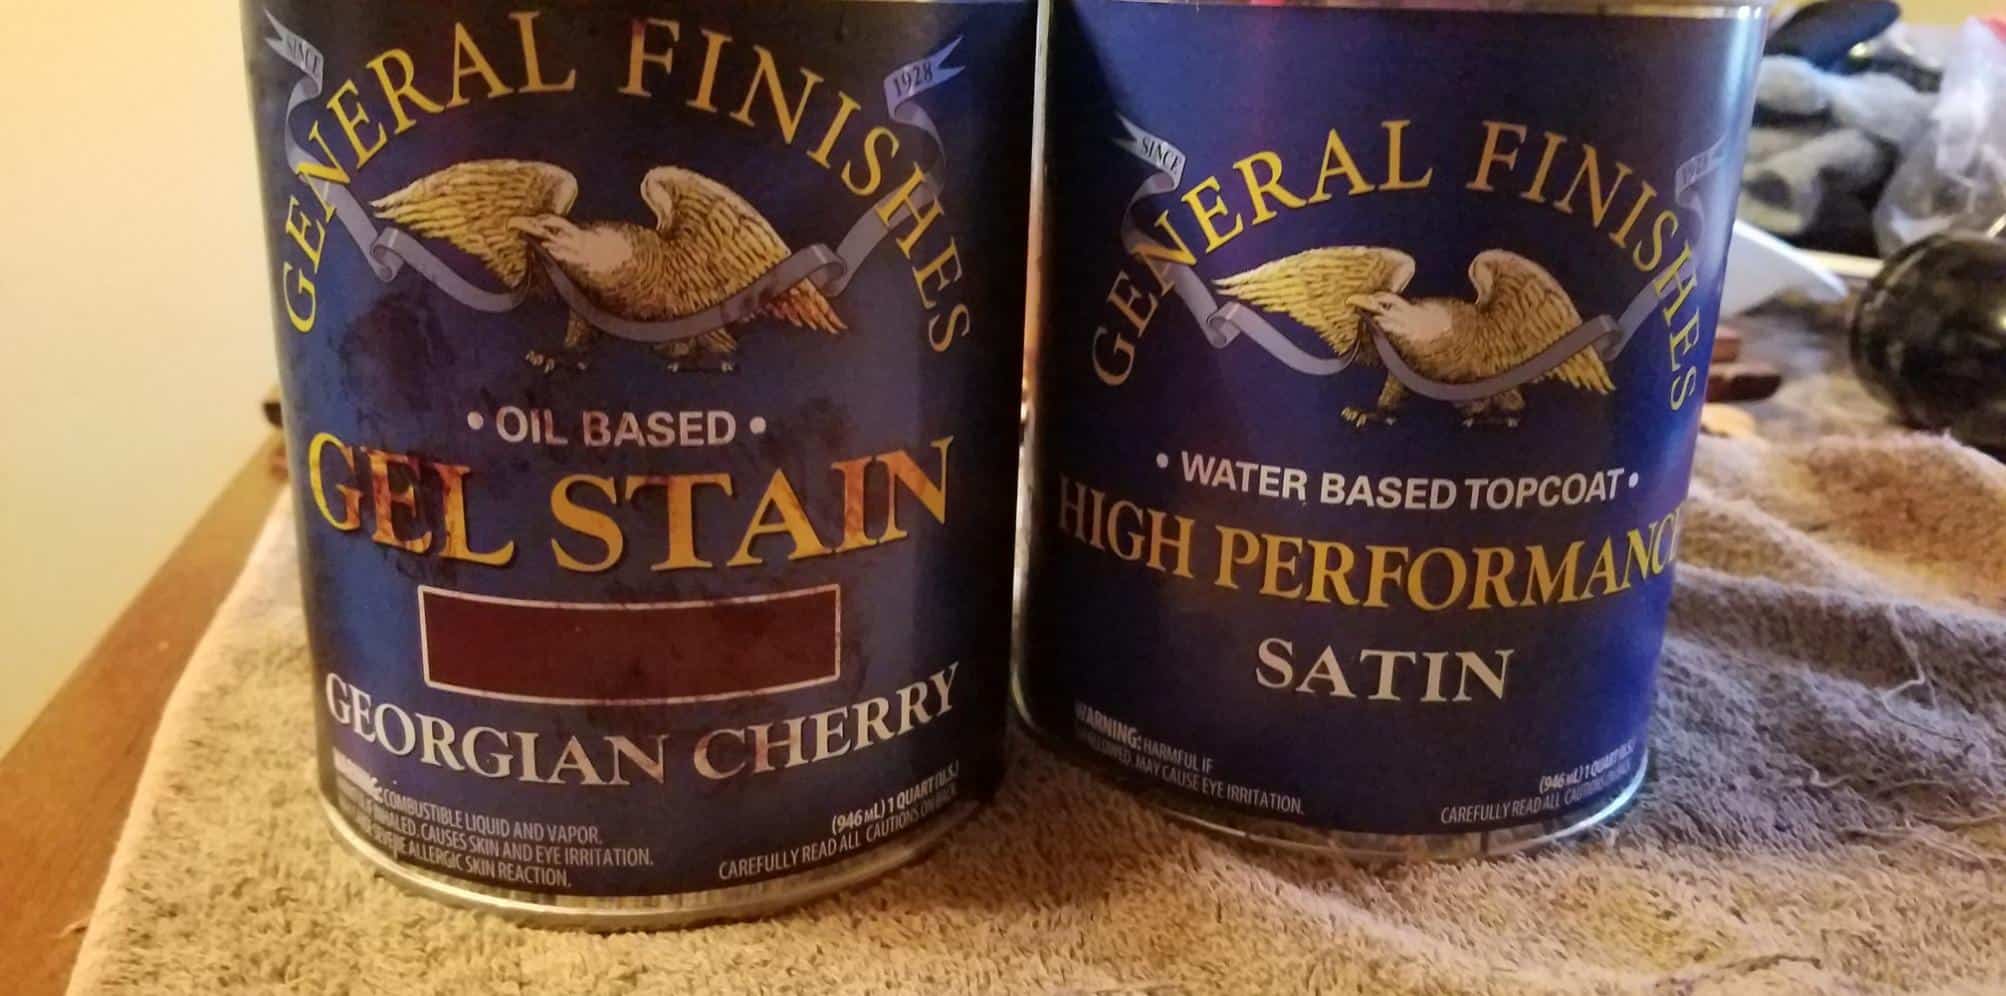 SINCE 1928
GENERAL FINISHES
• OIL BASED •
GEL STAIN
GEORGIAN CHERRY
COMBUSTIBLE LIQUID AND VAPOR.
CAUSES SKIN AND EYE IRRITATION.
ALLERGIC SKIN REACTION.
(946 mL) 1 QUART (U.S.)
CAREFULLY READ ALL CAUTIONS ON BACK
SINCE 1928
GENERAL FINISHES
• WATER BASED TOPCOAT •
HIGH PERFORMANC
SATIN
WARNING: HARMFUL IF
MAY CAUSE EYE IRRITATION.
(946 mL) 1 QUART (U.S.)
CAREFULLY READ ALL